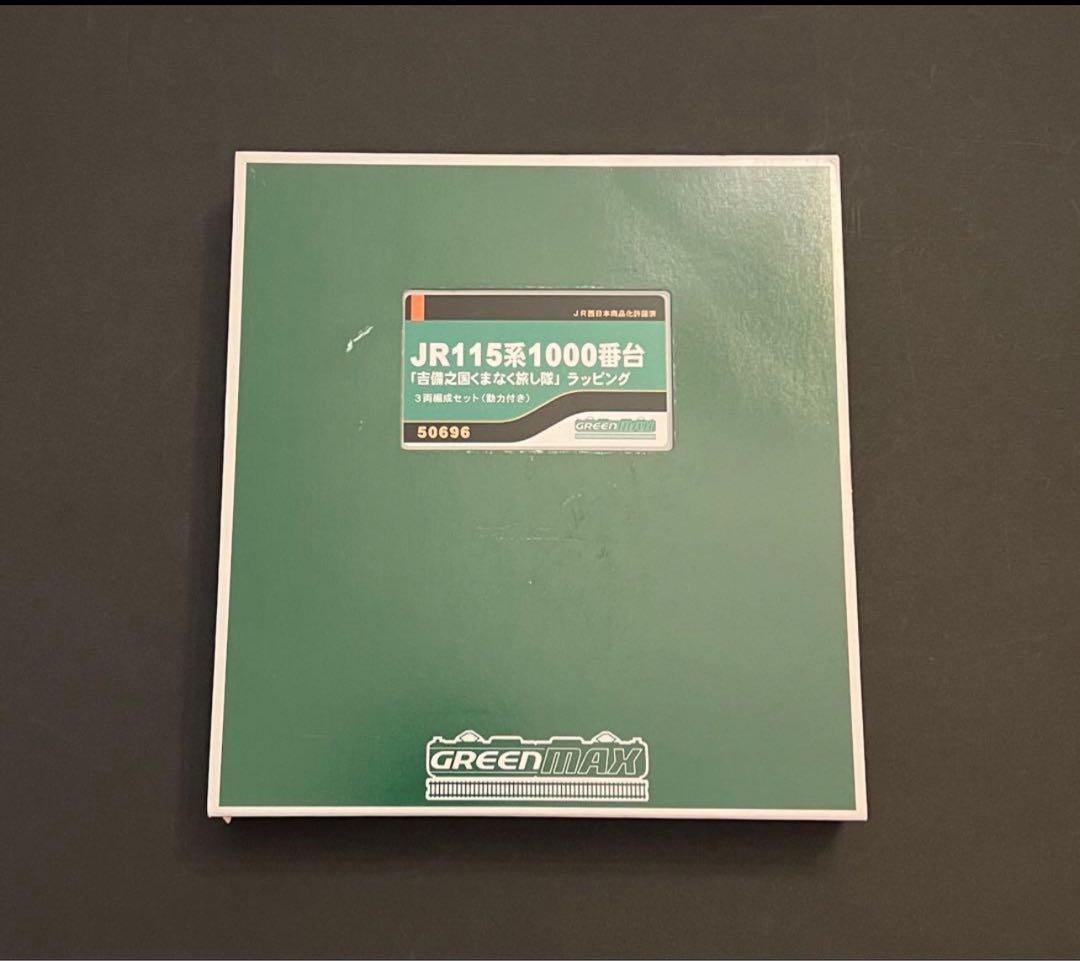 JR西日本商品化許諾済
JR115系1000番台
「吉備之国くまなく旅し隊」ラッピング
3両編成セット(動力付き)
50696
GREENMAX
GREENMAX